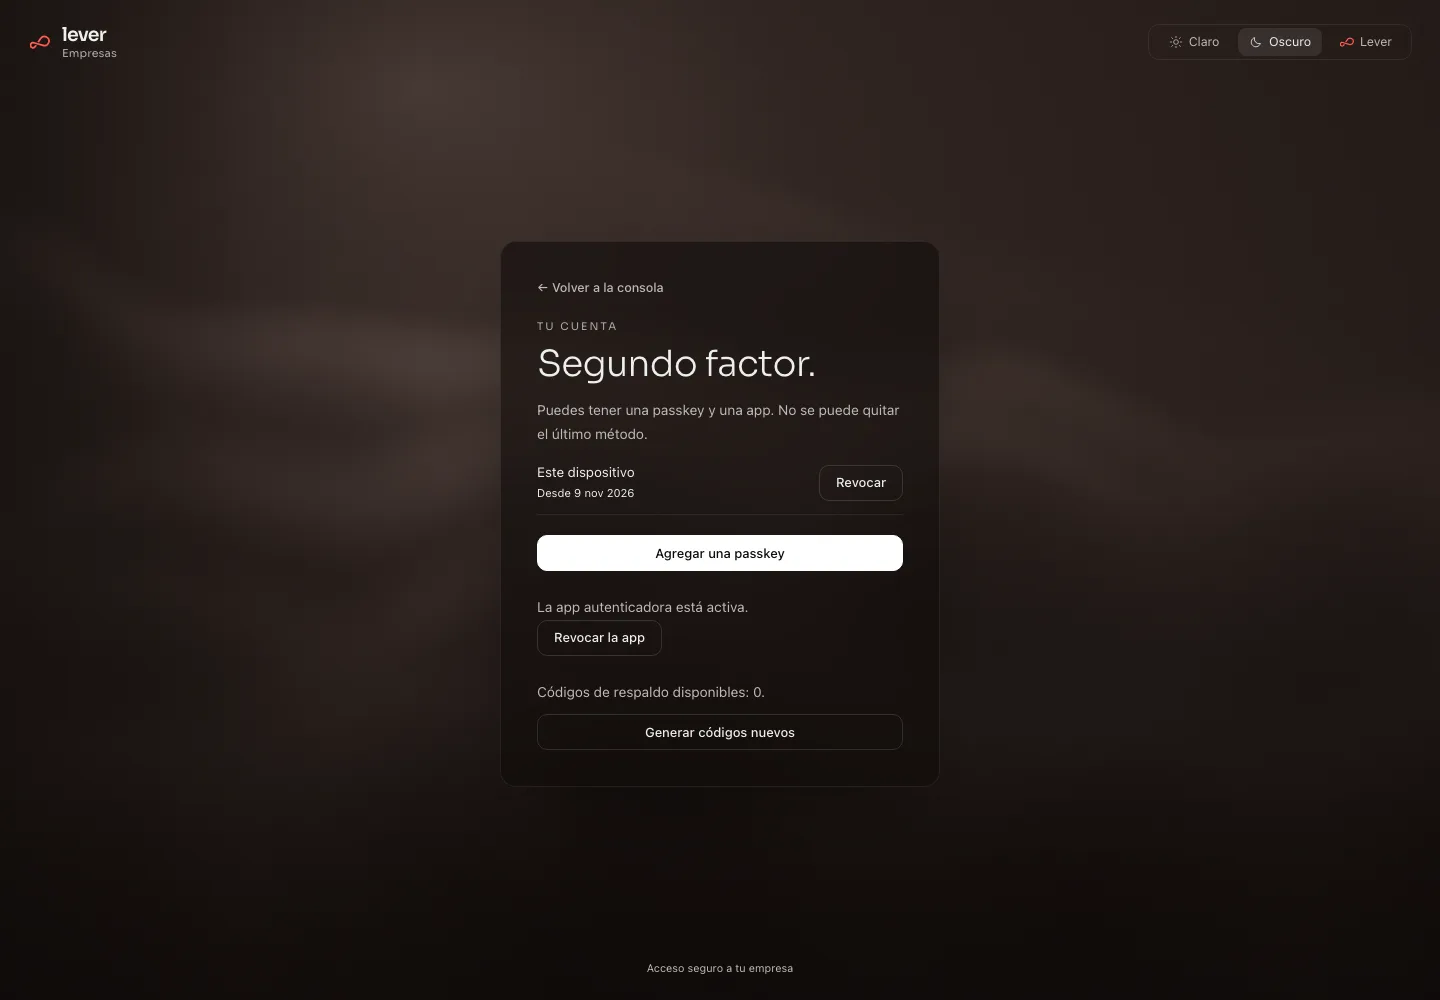 lever
Empresas
Claro
Oscuro
Lever
← Volver a la consola
TU CUENTA
Segundo factor.
Puedes tener una passkey y una app. No se puede quitar
el último método.
Este dispositivo
Desde 9 nov 2026
Revocar
Agregar una passkey
La app autenticadora está activa.
Revocar la app
Códigos de respaldo disponibles: 0.
Generar códigos nuevos
Acceso seguro a tu empresa